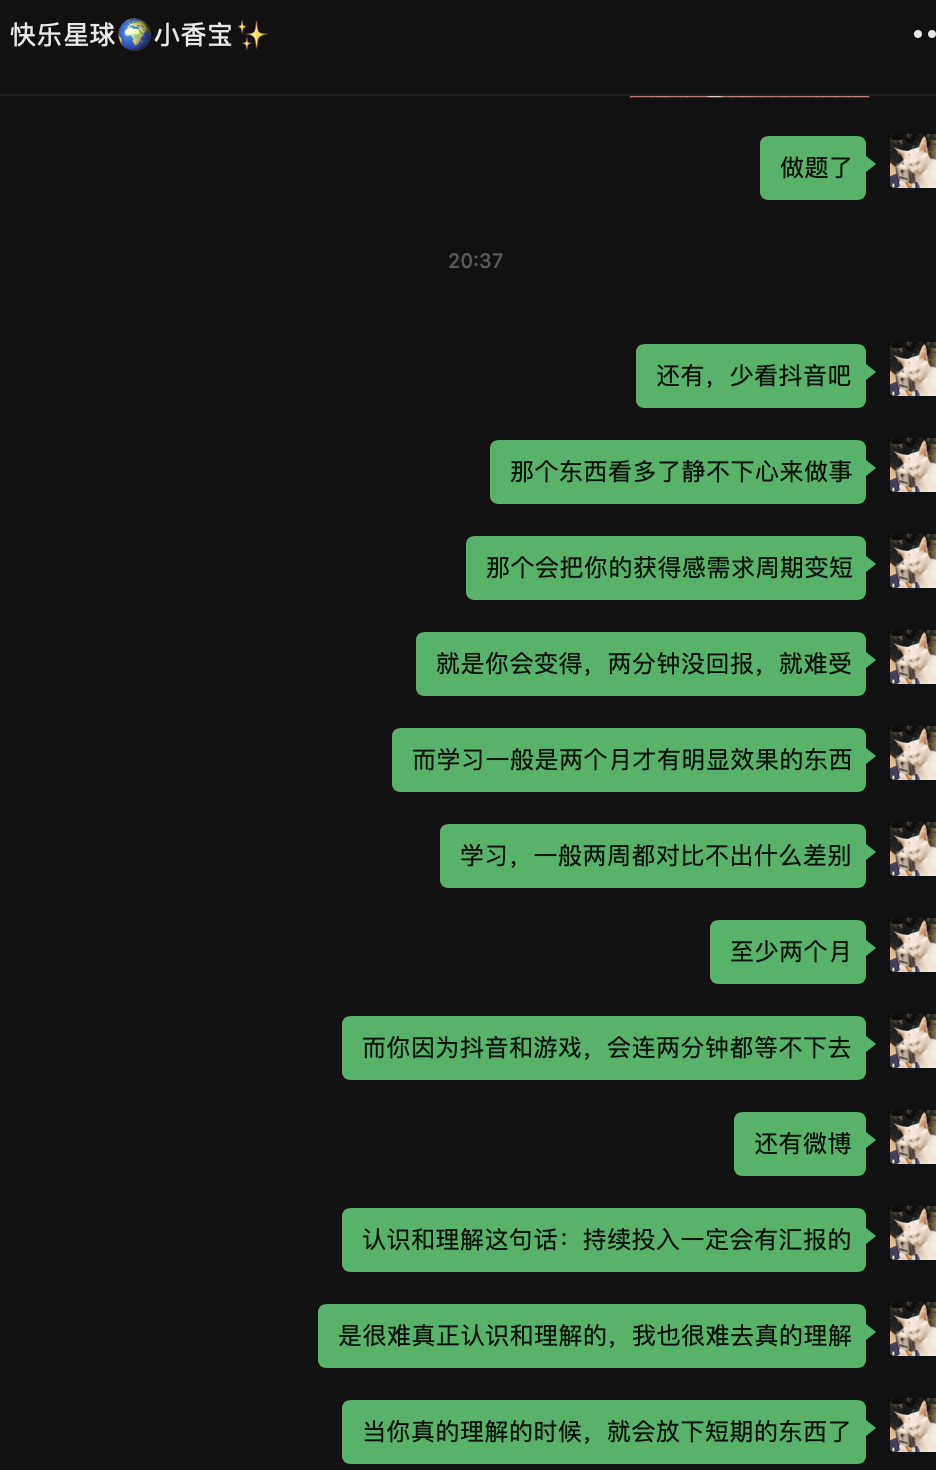 快乐星球🌍小香宝✨
做题了
20:37
还有，少看抖音吧
那个东西看多了静不下心来做事
那个会把你的获得感需求周期变短
就是你会变得，两分钟没回报，就难受
而学习一般是两个月才有明显效果的东西
学习，一般两周都对比不出什么差别
至少两个月
而你因为抖音和游戏，会连两分钟都等不下去
还有微博
认识和理解这句话：持续投入一定会有汇报的
是很难真正认识和理解的，我也很难去真的理解
当你真的理解的时候，就会放下短期的东西了